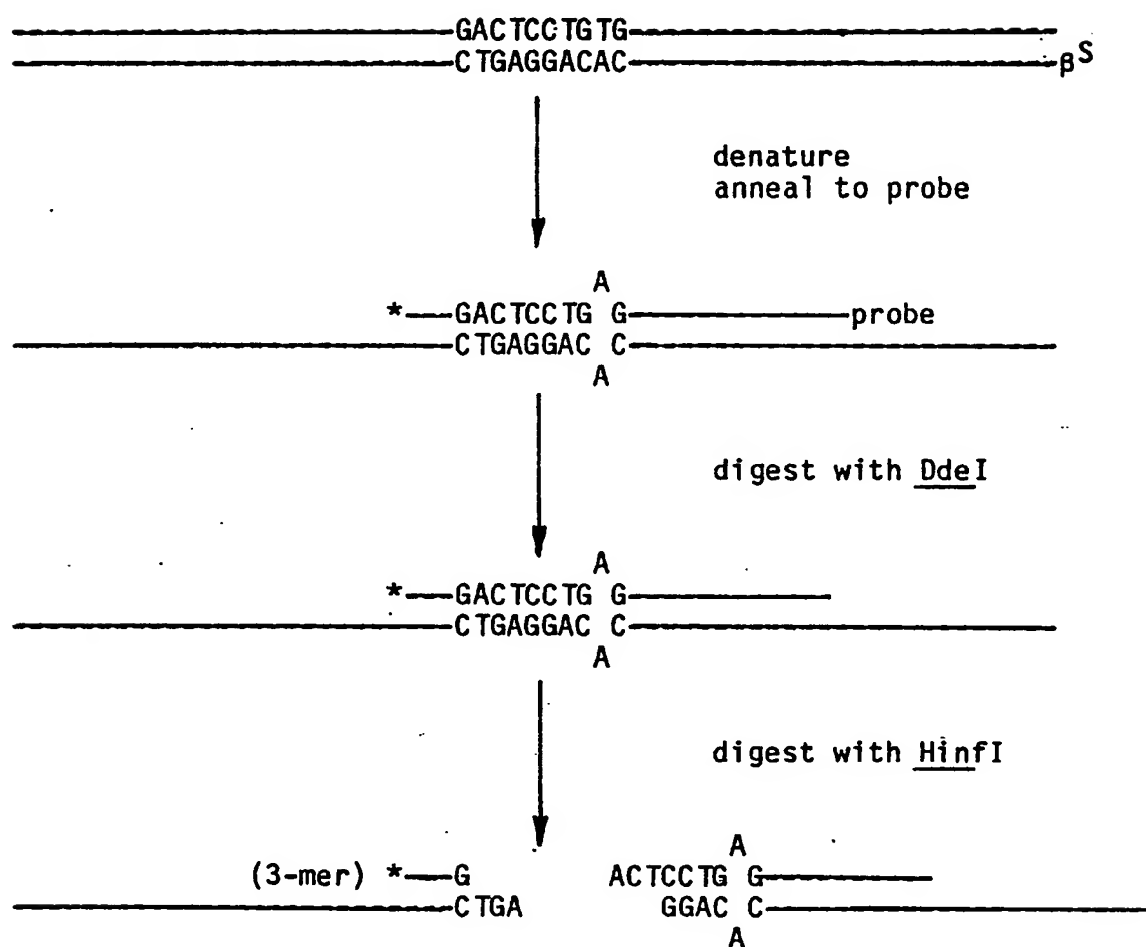 GACTCCTGTG
CTGAGGACAC βS
denature
anneal to probe
A
*GACTCCTG G probe
CTGAGGAC C
A
digest with DdeI
A
*GACTCCTG G
CTGAGGAC C
A
digest with HinfI
A
(3-mer) *G ACTCCTG G
CTGA GGAC C
A